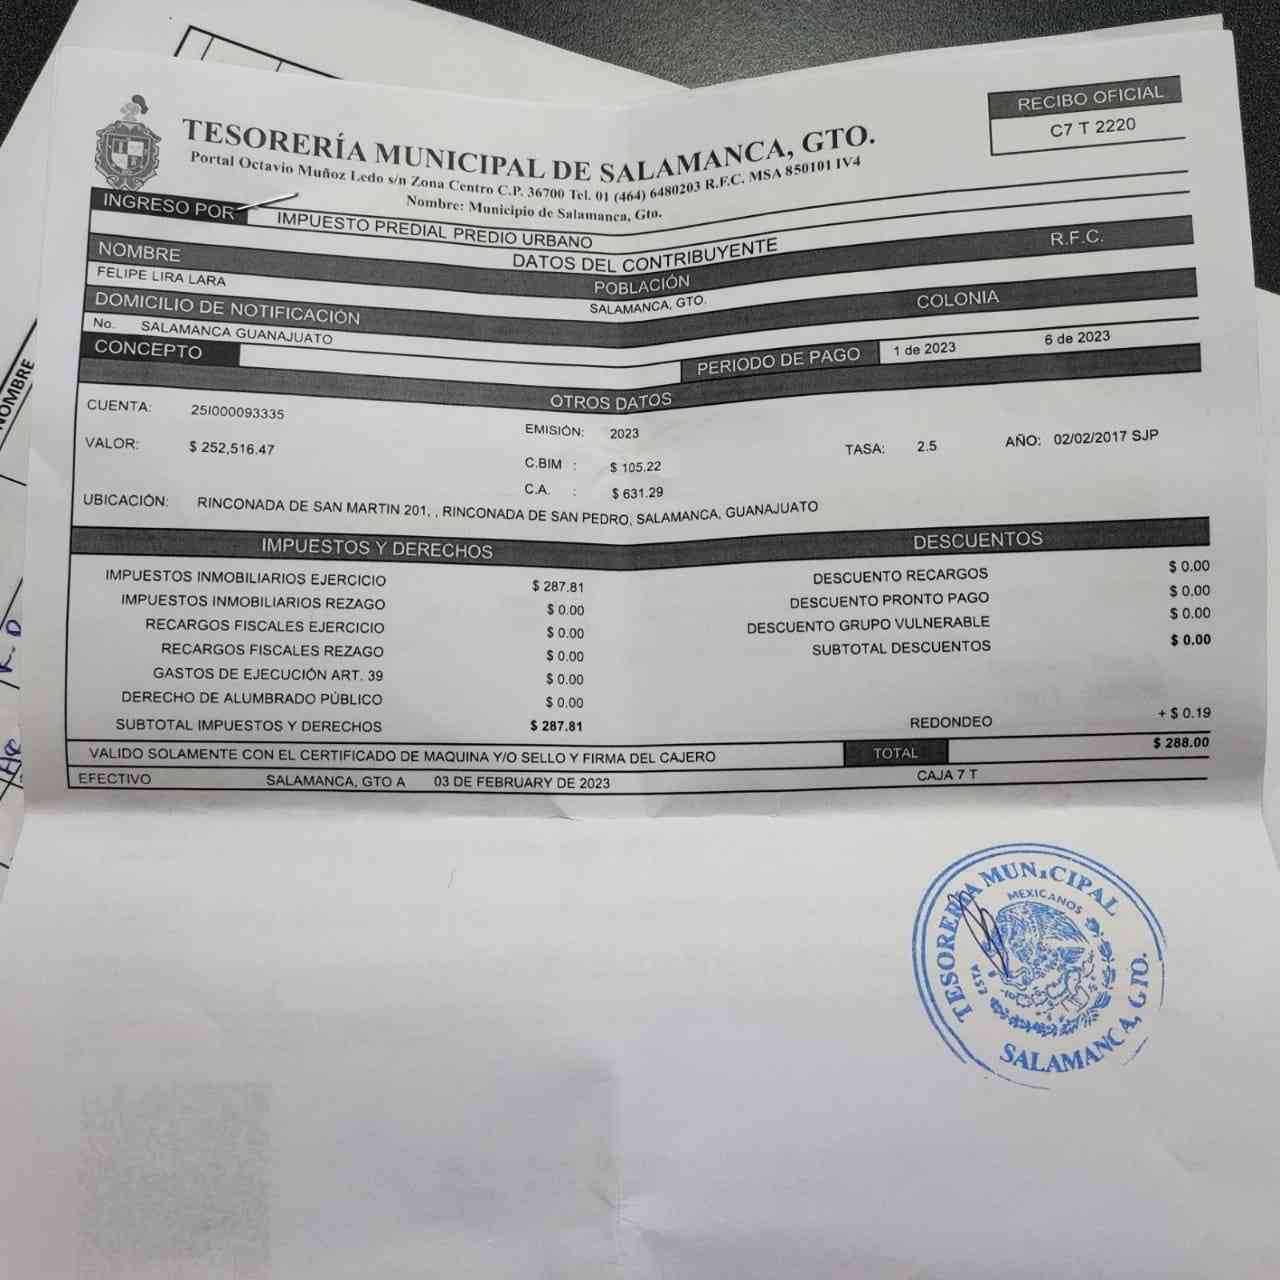 RECIBO OFICIAL
C7 T 2220
TESORERÍA MUNICIPAL DE SALAMANCA, GTO.
Portal Octavio Muñoz Ledo s/n Zona Centro C.P. 36700 Tel. 01 (464) 6480203 R.F.C. MSA 850101 IV4
Nombre: Municipio de Salamanca, Gto.
INGRESO POR IMPUESTO PREDIAL PREDIO URBANO
DATOS DEL CONTRIBUYENTE
NOMBRE POBLACIÓN R.F.C.
FELIPE LIRA LARA SALAMANCA, GTO.
DOMICILIO DE NOTIFICACIÓN COLONIA
No. SALAMANCA GUANAJUATO
CONCEPTO PERIODO DE PAGO 1 de 2023 6 de 2023
OTROS DATOS
CUENTA: 25I000093335 EMISIÓN: 2023
VALOR: $ 252,516.47 C.BIM : $ 105.22 TASA: 2.5 AÑO: 02/02/2017 SJP
C.A. : $ 631.29
UBICACIÓN: RINCONADA DE SAN MARTIN 201, , RINCONADA DE SAN PEDRO, SALAMANCA, GUANAJUATO
IMPUESTOS Y DERECHOS DESCUENTOS
IMPUESTOS INMOBILIARIOS EJERCICIO $ 287.81 DESCUENTO RECARGOS $ 0.00
IMPUESTOS INMOBILIARIOS REZAGO $ 0.00 DESCUENTO PRONTO PAGO $ 0.00
RECARGOS FISCALES EJERCICIO $ 0.00 DESCUENTO GRUPO VULNERABLE $ 0.00
RECARGOS FISCALES REZAGO $ 0.00 SUBTOTAL DESCUENTOS $ 0.00
GASTOS DE EJECUCIÓN ART. 39 $ 0.00
DERECHO DE ALUMBRADO PÚBLICO $ 0.00
SUBTOTAL IMPUESTOS Y DERECHOS $ 287.81 REDONDEO + $ 0.19
VALIDO SOLAMENTE CON EL CERTIFICADO DE MAQUINA Y/O SELLO Y FIRMA DEL CAJERO TOTAL $ 288.00
EFECTIVO SALAMANCA, GTO A 03 DE FEBRUARY DE 2023 CAJA 7 T
NOMBRE
TESORERÍA MUNICIPAL
MEXICANOS
ESTA
SALAMANCA, GTO.